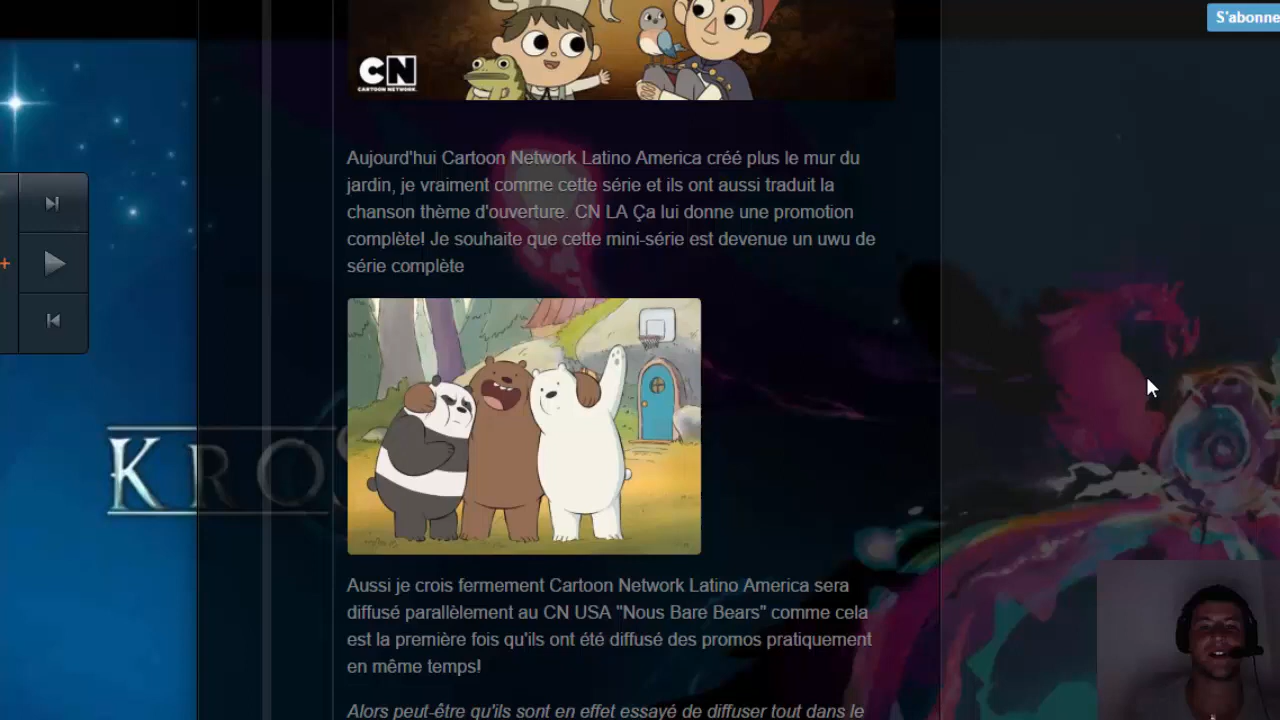 S'abonne
CN
CARTOON NETWORK
Aujourd'hui Cartoon Network Latino America créé plus le mur du
jardin, je vraiment comme cette série et ils ont aussi traduit la
chanson thème d'ouverture. CN LA Ça lui donne une promotion
complète! Je souhaite que cette mini-série est devenue un uwu de
série complète
KROS
Aussi je crois fermement Cartoon Network Latino America sera
diffusé parallèlement au CN USA "Nous Bare Bears" comme cela
est la première fois qu'ils ont été diffusé des promos pratiquement
en même temps!
Alors peut-être qu'ils sont en effet essayé de diffuser tout dans le